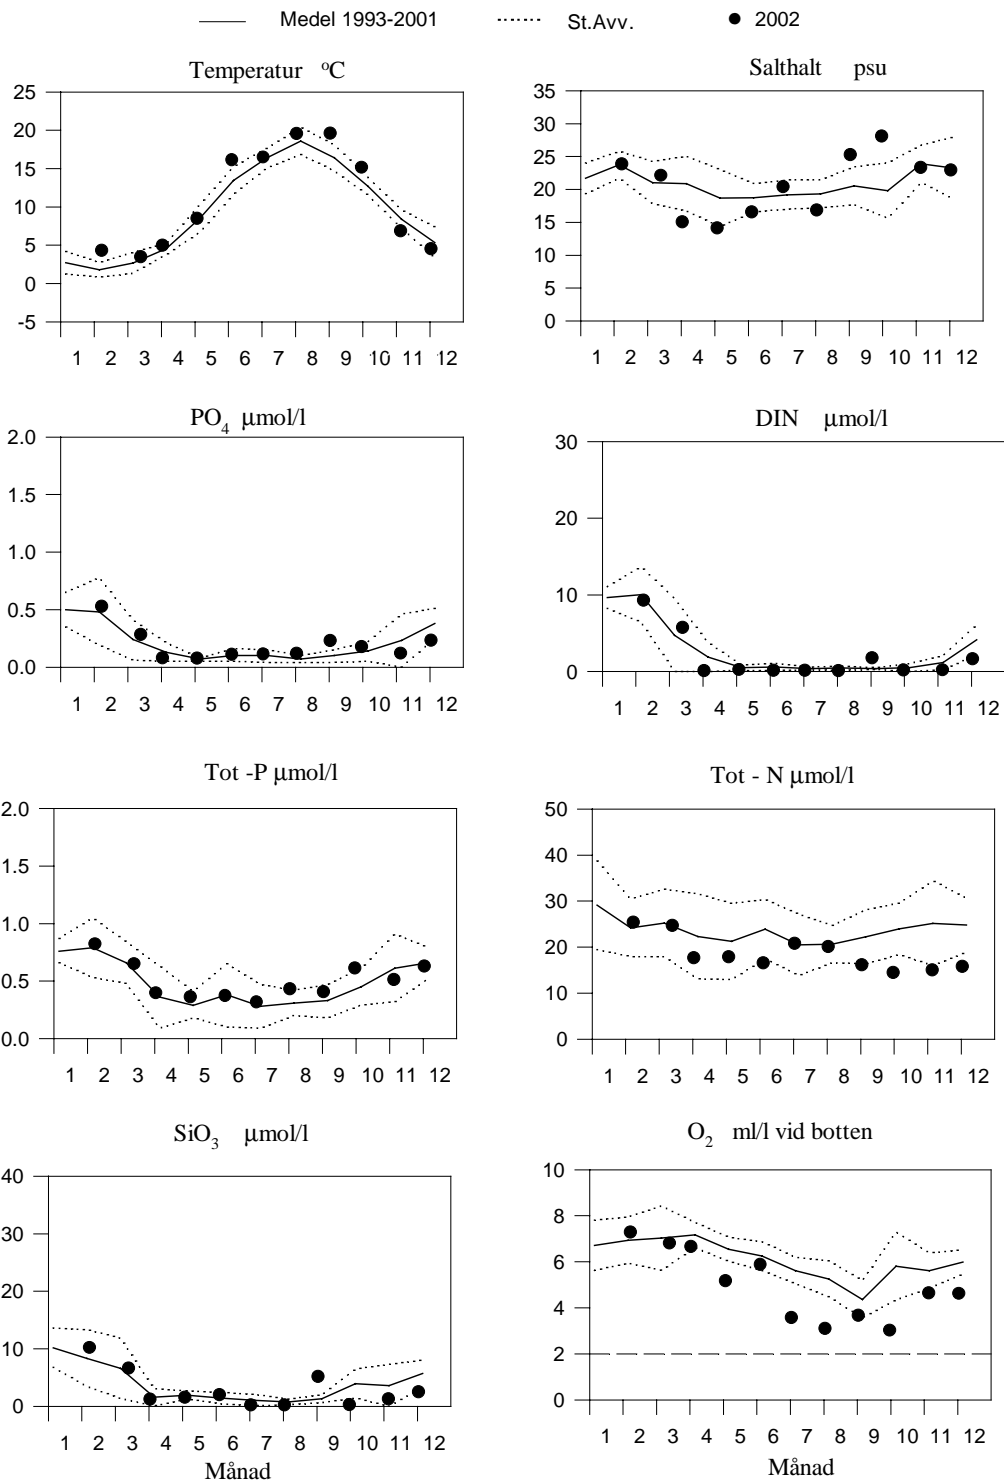 Medel 1993-2001 St.Avv. 2002
Temperatur °C
25
20
15
10
5
0
-5
1 2 3 4 5 6 7 8 9 10 11 12
Salthalt psu
35
30
25
20
15
10
5
0
1 2 3 4 5 6 7 8 9 10 11 12
PO4 µmol/l
2.0
1.5
1.0
0.5
0.0
1 2 3 4 5 6 7 8 9 10 11 12
DIN µmol/l
30
20
10
0
1 2 3 4 5 6 7 8 9 10 11 12
Tot -P µmol/l
2.0
1.5
1.0
0.5
0.0
1 2 3 4 5 6 7 8 9 10 11 12
Tot - N µmol/l
50
40
30
20
10
0
1 2 3 4 5 6 7 8 9 10 11 12
SiO3 µmol/l
40
30
20
10
0
1 2 3 4 5 6 7 8 9 10 11 12
Månad
O2 ml/l vid botten
10
8
6
4
2
0
1 2 3 4 5 6 7 8 9 10 11 12
Månad